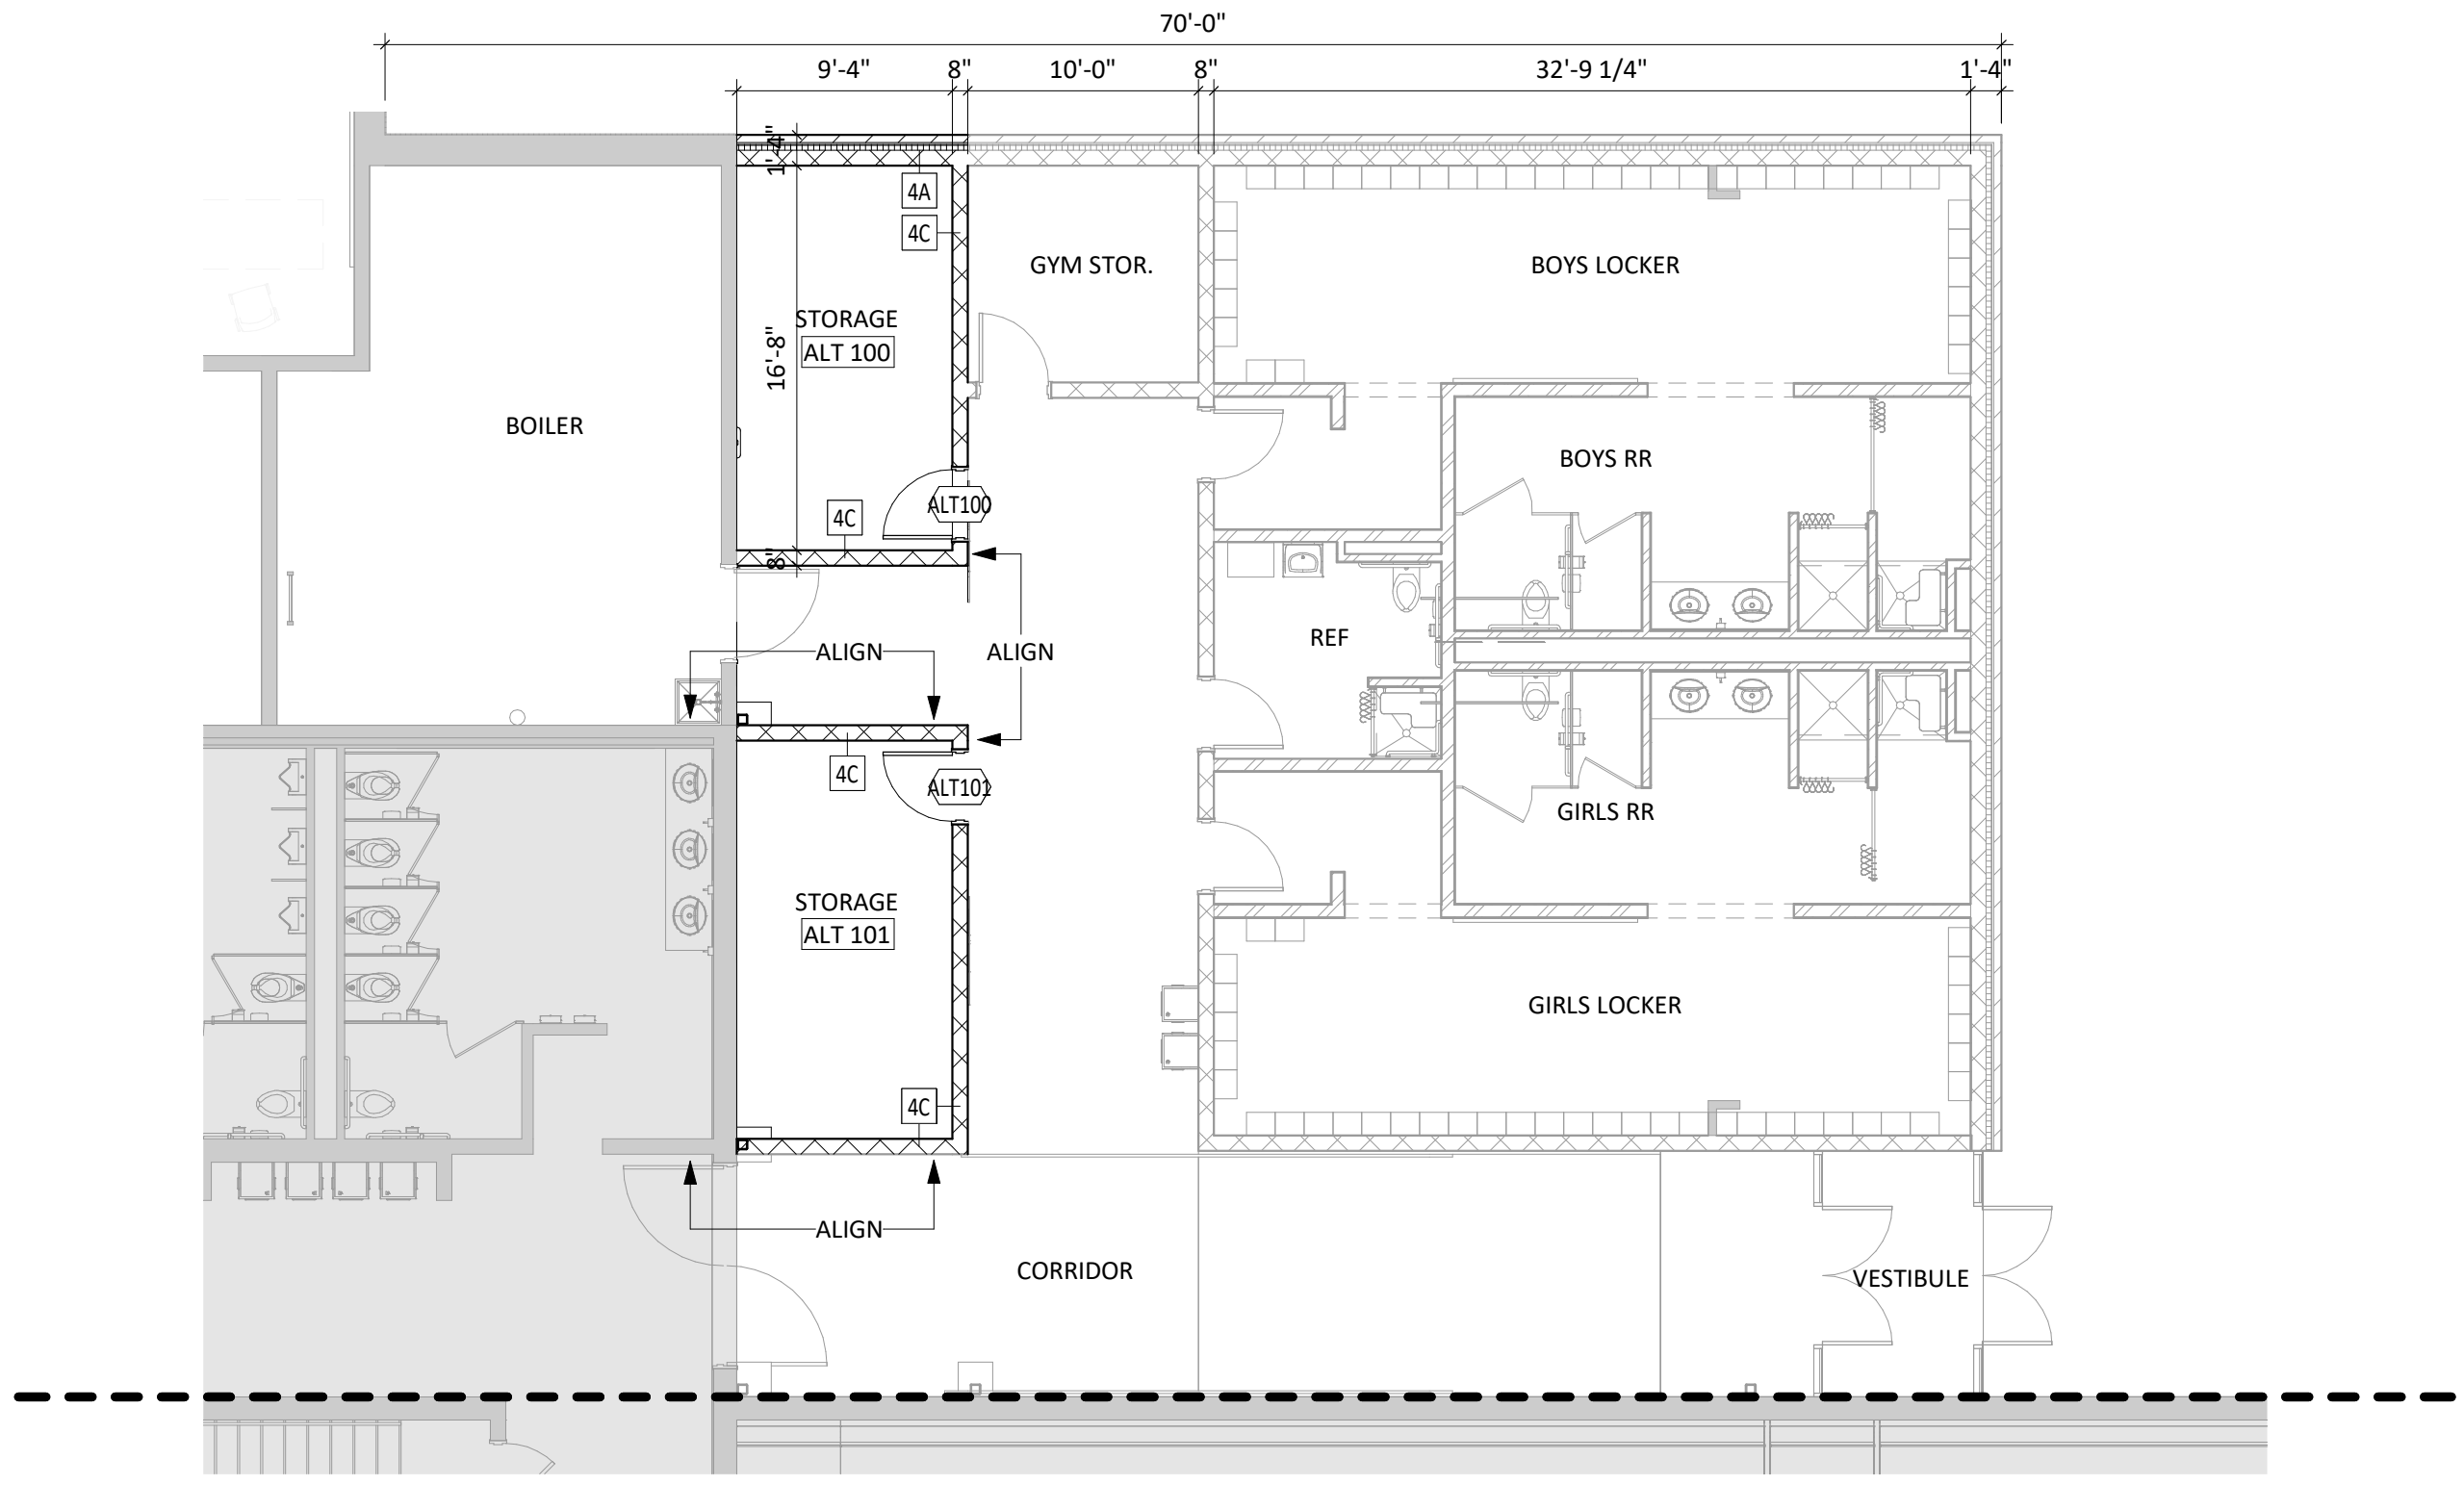 70'-0"
9'-4"
8"
10'-0"
8"
32'-9 1/4"
1'-4"
1'-4"
4A
4C
GYM STOR.
BOYS LOCKER
STORAGE
ALT 100
16'-8"
BOILER
BOYS RR
4C
ALT100
8"
REF
ALIGN
ALIGN
4C
ALT101
GIRLS RR
STORAGE
ALT 101
GIRLS LOCKER
4C
ALIGN
CORRIDOR
VESTIBULE